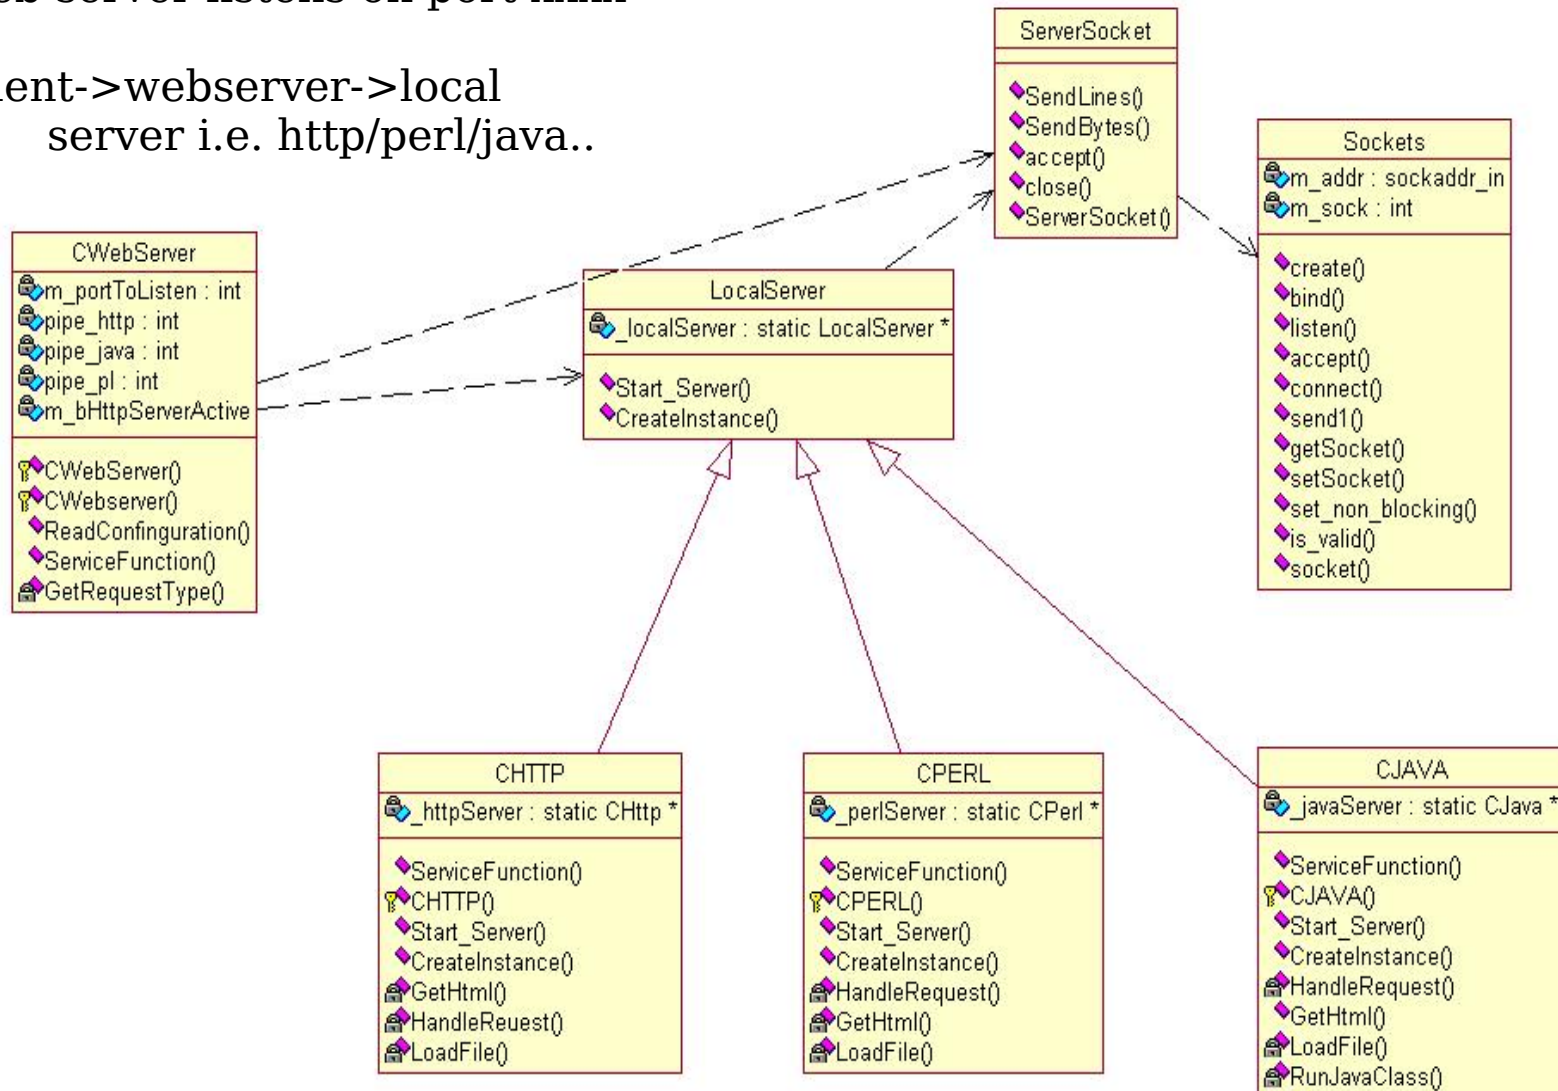 server listens on port
->webserver->local
server i.e. http/perl/java..
ServerSocket
SendLines()
SendBytes()
accept()
close()
ServerSocket()
Sockets
m_addr : sockaddr_in
m_sock : int
create()
bind()
listen()
accept()
connect()
send1()
getSocket()
setSocket()
set_non_blocking()
is_valid()
socket()
CWebServer
m_portToListen : int
pipe_http : int
pipe_java : int
pipe_pl : int
m_bHttpServerActive
CWebServer()
CWebserver()
ReadConfinguration()
ServiceFunction()
GetRequestType()
LocalServer
_localServer : static LocalServer *
Start_Server()
CreateInstance()
CHTTP
_httpServer : static CHttp *
ServiceFunction()
CHTTP()
Start_Server()
CreateInstance()
GetHtml()
HandleReuest()
LoadFile()
CPERL
_perlServer : static CPerl *
ServiceFunction()
CPERL()
Start_Server()
CreateInstance()
HandleRequest()
GetHtml()
LoadFile()
CJAVA
_javaServer : static CJava *
ServiceFunction()
CJAVA()
Start_Server()
CreateInstance()
HandleRequest()
GetHtml()
LoadFile()
RunJavaClass()